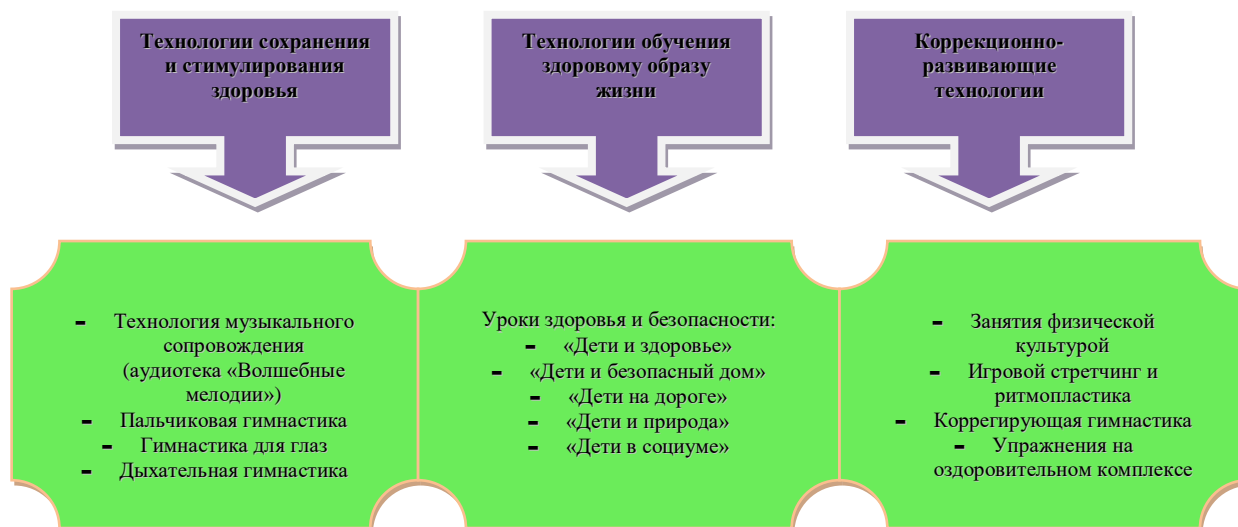 Технологии сохранения
и стимулирования
здоровья
Технологии обучения
здоровому образу
жизни
Коррекционно-
развивающие
технологии
- Технология музыкального
сопровождения
(аудиотека «Волшебные
мелодии»)
- Пальчиковая гимнастика
- Гимнастика для глаз
- Дыхательная гимнастика
Уроки здоровья и безопасности:
- «Дети и здоровье»
- «Дети и безопасный дом»
- «Дети на дороге»
- «Дети и природа»
- «Дети в социуме»
- Занятия физической
культурой
- Игровой стретчинг и
ритмопластика
- Коррегирующая гимнастика
- Упражнения на
оздоровительном комплексе